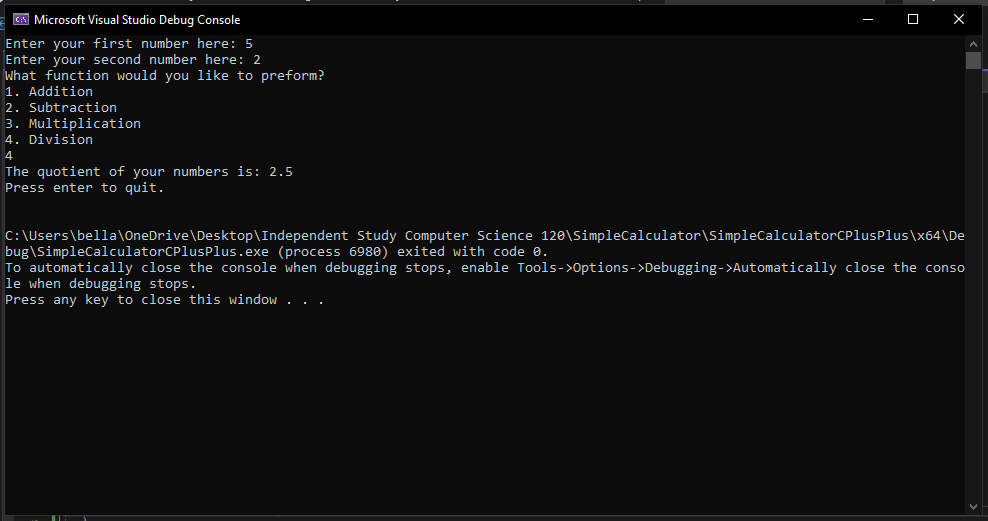 Microsoft Visual Studio Debug Console
Enter your first number here: 5
Enter your second number here: 2
What function would you like to preform?
1. Addition
2. Subtraction
3. Multiplication
4. Division
4
The quotient of your numbers is: 2.5
Press enter to quit.
C:\Users\bella\OneDrive\Desktop\Independent Study Computer Science 120\SimpleCalculator\SimpleCalculatorCPlusPlus\x64\De
bug\SimpleCalculatorCPlusPlus.exe (process 6980) exited with code 0.
To automatically close the console when debugging stops, enable Tools->Options->Debugging->Automatically close the conso
le when debugging stops.
Press any key to close this window . . .